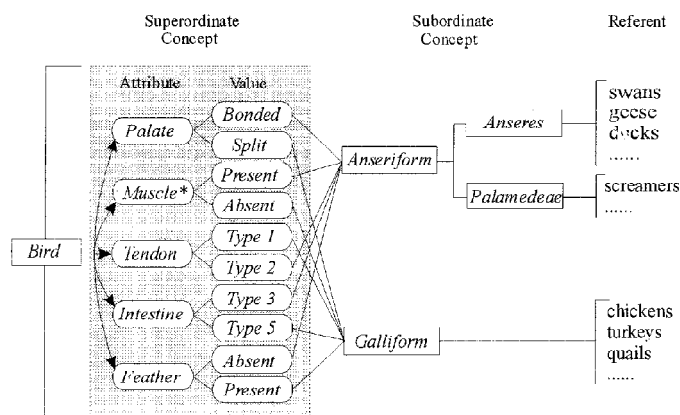 Superordinate Concept
Subordinate Concept
Referent
Attribute
Value
Bird
Palate
Bonded
Split
Muscle*
Present
Absent
Tendon
Type 1
Type 2
Intestine
Type 3
Type 5
Feather
Absent
Present
Anseriform
Galliform
Anseres
Palamedeae
swans
geese
ducks
......
screamers
......
chickens
turkeys
quails
......